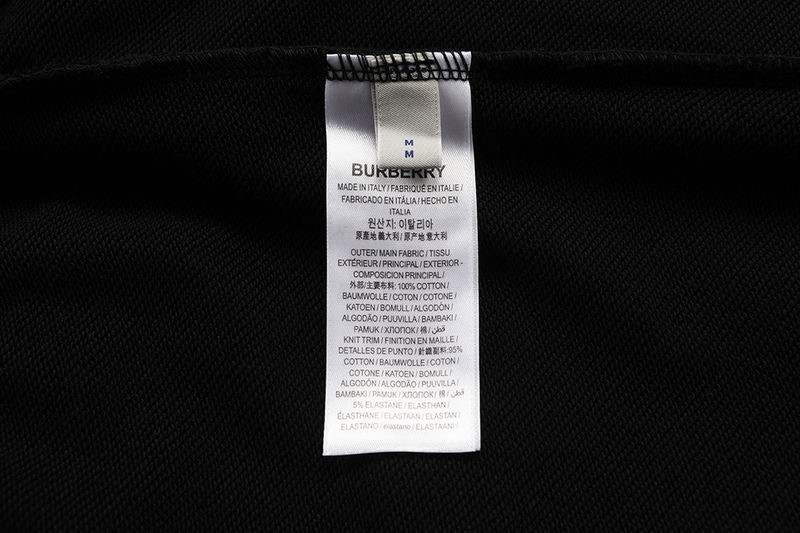 M
M
BURBERRY
MADE IN ITALY / FABRIQUÉ EN ITALIE /
FABRICADO EN ITÁLIA / HECHO EN
ITALIA
원산지: 이탈리아
原產地 義大利 / 原产地 意大利
OUTER/ MAIN FABRIC / TISSU
EXTÉRIEUR / PRINCIPAL / EXTERIOR -
COMPOSICION PRINCIPAL /
外部/主要布料: 100% COTTON /
BAUMWOLLE / COTON / COTONE /
KATOEN / BOMULL / ALGODÓN /
ALGODÃO / PUUVILLA / BAMBAKI /
PAMUK / ХЛОПОК / 棉 / قطن /
KNIT TRIM / FINITION EN MAILLE /
DETALLES DE PUNTO / 針織副料: 95%
COTTON / BAUMWOLLE / COTON /
COTONE / KATOEN / BOMULL /
ALGODÓN / ALGODÃO / PUUVILLA /
BAMBAKI / PAMUK / ХЛОПОК / 棉 / قطن
5% ELASTANE / ELASTHAN /
ÉLASTHANE / ELASTAAN / ELASTAN /
ELASTANO / elastano / ELASTAANI /